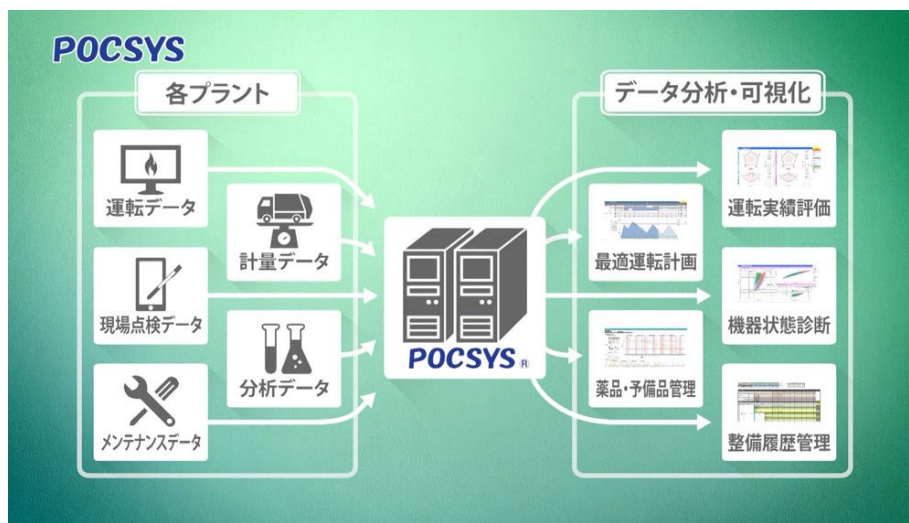 POCSYS
各プラント
運転データ
計量データ
現場点検データ
分析データ
メンテナンスデータ
POCSYS®
データ分析・可視化
運転実績評価
最適運転計画
機器状態診断
薬品・予備品管理
整備履歴管理